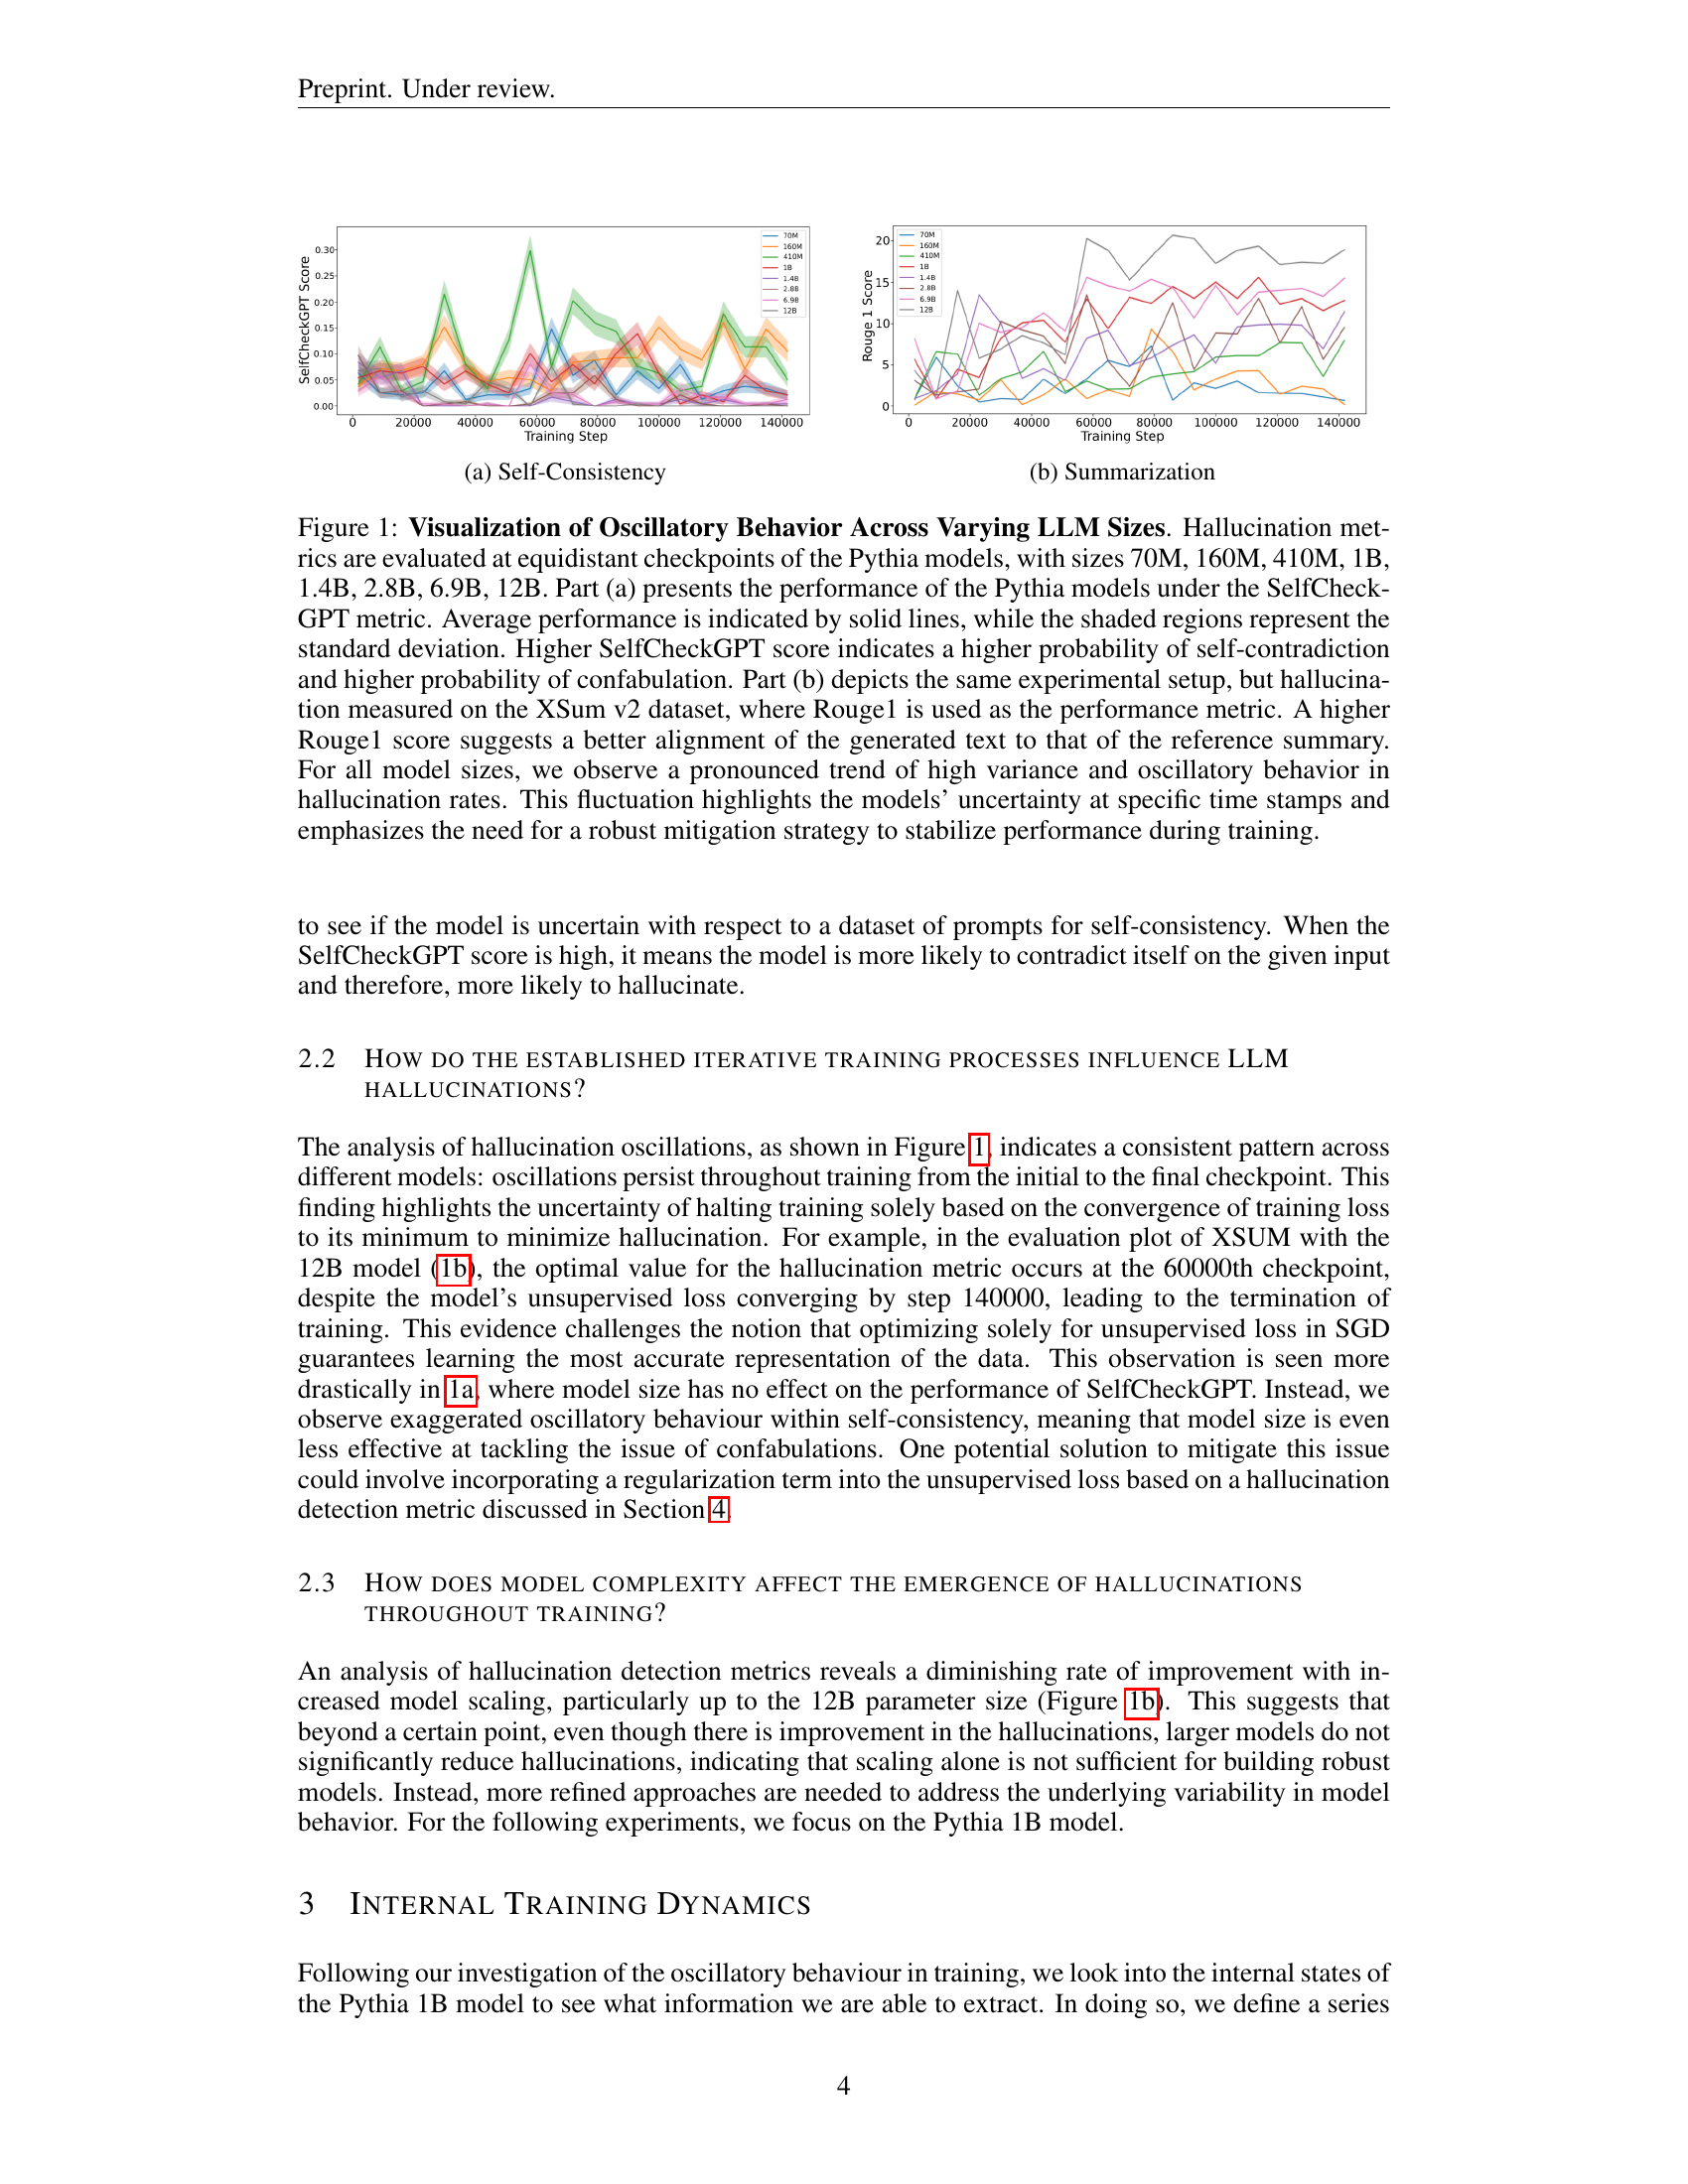 Preprint. Under review.
0.30
0.25
0.20
0.15
0.10
0.05
0.00
SelfCheckGPT Score
0 20000 40000 60000 80000 100000 120000 140000
Training Step
70M
160M
410M
1B
1.4B
2.8B
6.9B
12B
(a) Self-Consistency
20
15
10
5
0
Rouge 1 Score
0 20000 40000 60000 80000 100000 120000 140000
Training Step
70M
160M
410M
1B
1.4B
2.8B
6.9B
12B
(b) Summarization
Figure 1: Visualization of Oscillatory Behavior Across Varying LLM Sizes. Hallucination met-
rics are evaluated at equidistant checkpoints of the Pythia models, with sizes 70M, 160M, 410M, 1B,
1.4B, 2.8B, 6.9B, 12B. Part (a) presents the performance of the Pythia models under the SelfCheck-
GPT metric. Average performance is indicated by solid lines, while the shaded regions represent the
standard deviation. Higher SelfCheckGPT score indicates a higher probability of self-contradiction
and higher probability of confabulation. Part (b) depicts the same experimental setup, but hallucina-
tion measured on the XSum v2 dataset, where Rouge1 is used as the performance metric. A higher
Rouge1 score suggests a better alignment of the generated text to that of the reference summary.
For all model sizes, we observe a pronounced trend of high variance and oscillatory behavior in
hallucination rates. This fluctuation highlights the models' uncertainty at specific time stamps and
emphasizes the need for a robust mitigation strategy to stabilize performance during training.
to see if the model is uncertain with respect to a dataset of prompts for self-consistency. When the
SelfCheckGPT score is high, it means the model is more likely to contradict itself on the given input
and therefore, more likely to hallucinate.
2.2 HOW DO THE ESTABLISHED ITERATIVE TRAINING PROCESSES INFLUENCE LLM
HALLUCINATIONS?
The analysis of hallucination oscillations, as shown in Figure 1, indicates a consistent pattern across
different models: oscillations persist throughout training from the initial to the final checkpoint. This
finding highlights the uncertainty of halting training solely based on the convergence of training loss
to its minimum to minimize hallucination. For example, in the evaluation plot of XSUM with the
12B model (1b), the optimal value for the hallucination metric occurs at the 60000th checkpoint,
despite the model's unsupervised loss converging by step 140000, leading to the termination of
training. This evidence challenges the notion that optimizing solely for unsupervised loss in SGD
guarantees learning the most accurate representation of the data. This observation is seen more
drastically in 1a, where model size has no effect on the performance of SelfCheckGPT. Instead, we
observe exaggerated oscillatory behaviour within self-consistency, meaning that model size is even
less effective at tackling the issue of confabulations. One potential solution to mitigate this issue
could involve incorporating a regularization term into the unsupervised loss based on a hallucination
detection metric discussed in Section 4.
2.3 HOW DOES MODEL COMPLEXITY AFFECT THE EMERGENCE OF HALLUCINATIONS
THROUGHOUT TRAINING?
An analysis of hallucination detection metrics reveals a diminishing rate of improvement with in-
creased model scaling, particularly up to the 12B parameter size (Figure 1b). This suggests that
beyond a certain point, even though there is improvement in the hallucinations, larger models do not
significantly reduce hallucinations, indicating that scaling alone is not sufficient for building robust
models. Instead, more refined approaches are needed to address the underlying variability in model
behavior. For the following experiments, we focus on the Pythia 1B model.
3 INTERNAL TRAINING DYNAMICS
Following our investigation of the oscillatory behaviour in training, we look into the internal states of
the Pythia 1B model to see what information we are able to extract. In doing so, we define a series
4